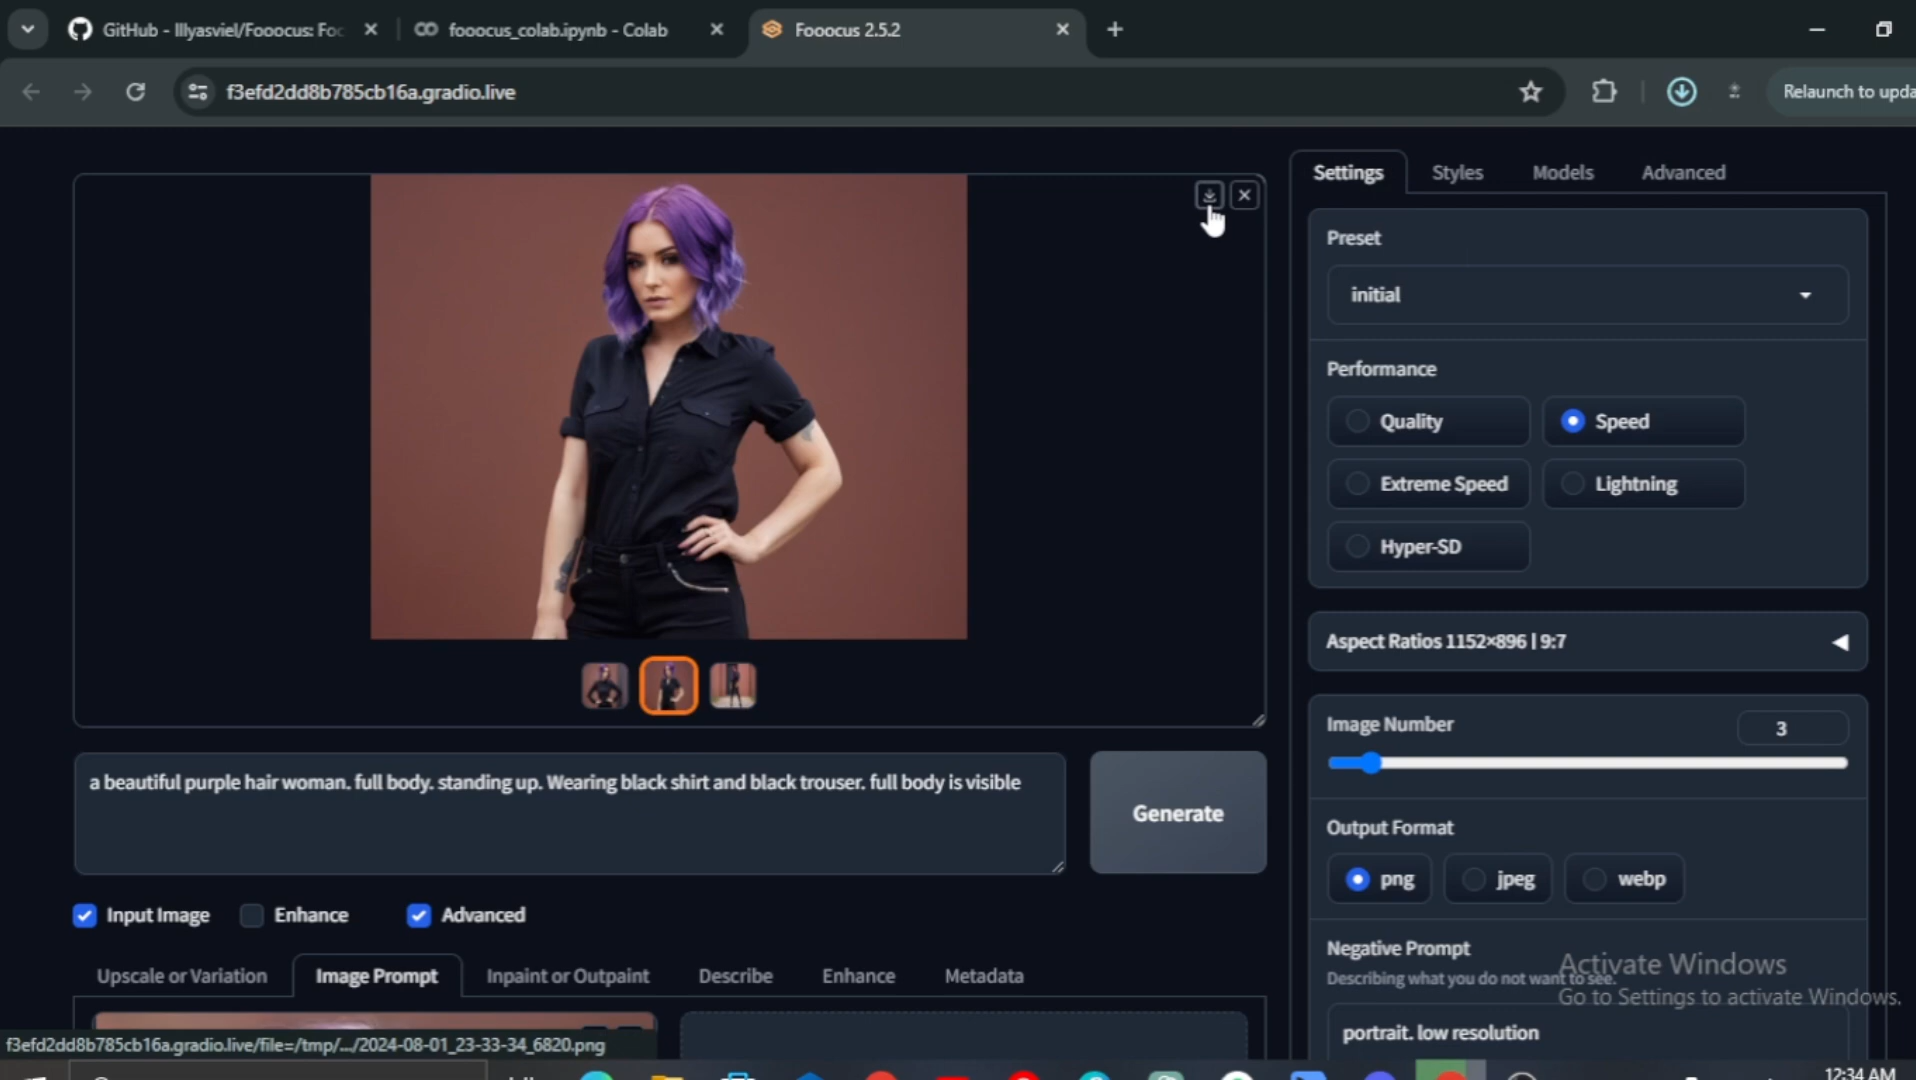 GitHub - lllyasviel/Fooocus: Foc
fooocus_colab.ipynb - Colab
Fooocus 2.5.2
f3efd2dd8b785cb16a.gradio.live
Relaunch to upda
Settings
Styles
Models
Advanced
Preset
initial
Performance
Quality
Speed
Extreme Speed
Lightning
Hyper-SD
Aspect Ratios 1152×896 | 9:7
Image Number
3
a beautiful purple hair woman. full body. standing up. Wearing black shirt and black trouser. full body is visible
Generate
Output Format
png
jpeg
webp
Input Image
Enhance
Advanced
Negative Prompt
Describing what you do not want to see.
Activate Windows
Go to Settings to activate Windows.
Upscale or Variation
Image Prompt
Inpaint or Outpaint
Describe
Enhance
Metadata
portrait. low resolution
f3efd2dd8b785cb16a.gradio.live/file=/tmp/.../2024-08-01_23-33-34_6820.png
12:34 AM